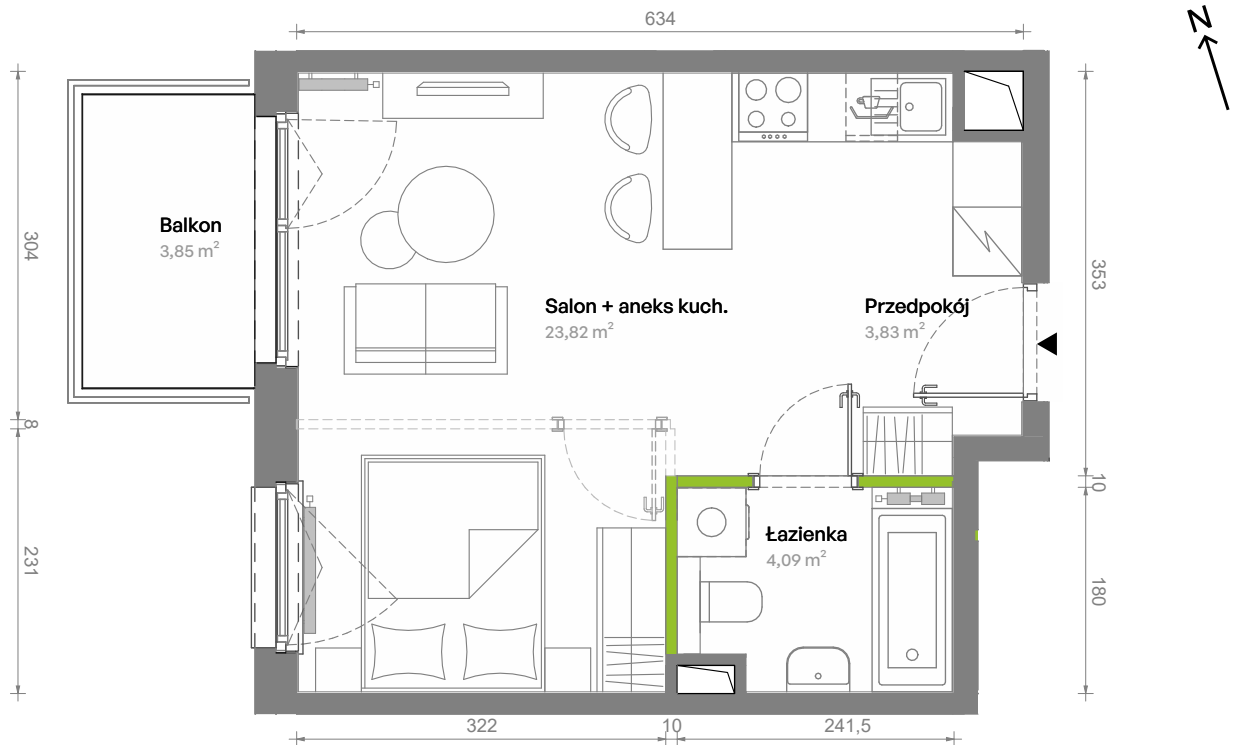 634
N
Balkon
3,85 m²
304
8
231
Salon + aneks kuch.
23,82 m²
Przedpokój
3,83 m²
353
10
180
Łazienka
4,09 m²
322
10
241,5